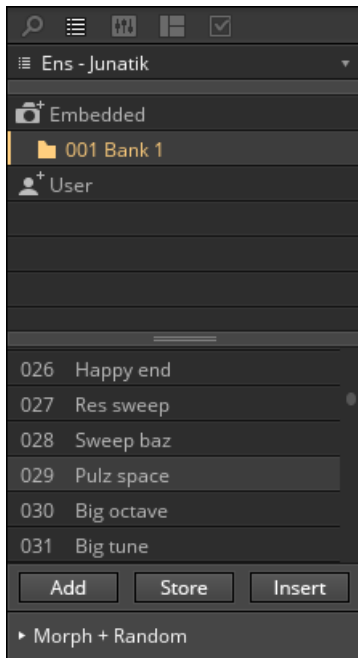 Ens - Junatik
Embedded
001 Bank 1
User
026 Happy end
027 Res sweep
028 Sweep baz
029 Pulz space
030 Big octave
031 Big tune
Add Store Insert
Morph + Random